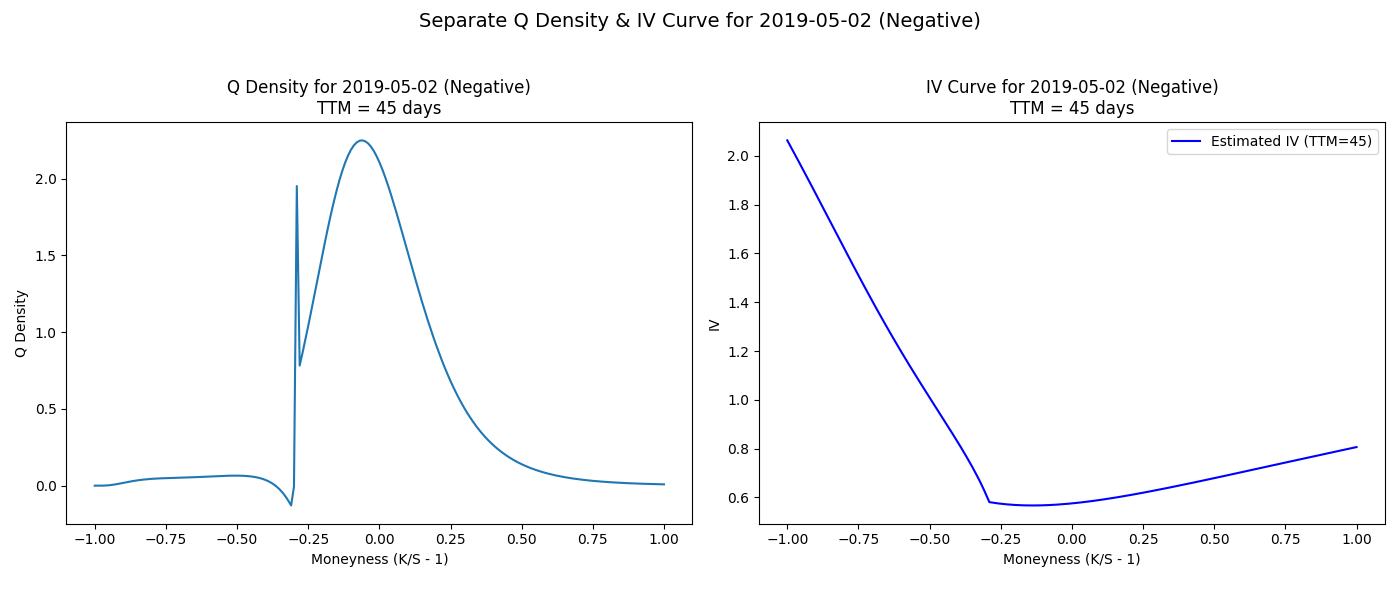 Separate Q Density & IV Curve for 2019-05-02 (Negative)
Q Density for 2019-05-02 (Negative)
TTM = 45 days
Q Density
2.0
1.5
1.0
0.5
0.0
−1.00 −0.75 −0.50 −0.25 0.00 0.25 0.50 0.75 1.00
Moneyness (K/S - 1)
IV Curve for 2019-05-02 (Negative)
TTM = 45 days
Estimated IV (TTM=45)
IV
2.0
1.8
1.6
1.4
1.2
1.0
0.8
0.6
−1.00 −0.75 −0.50 −0.25 0.00 0.25 0.50 0.75 1.00
Moneyness (K/S - 1)